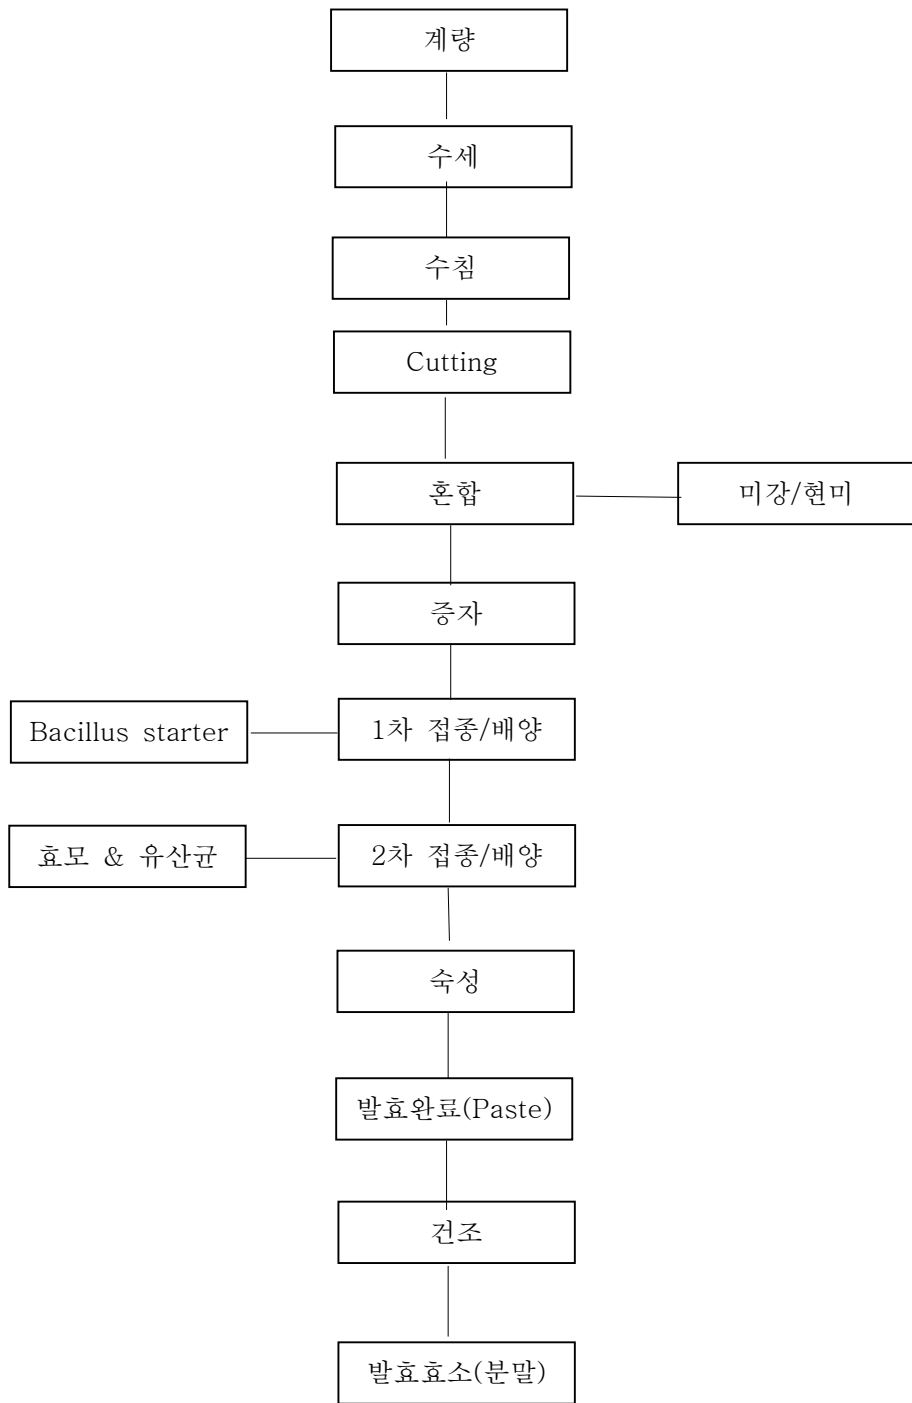 계량
수세
수침
Cutting
혼합
미강/현미
증자
Bacillus starter
1차 접종/배양
효모 & 유산균
2차 접종/배양
숙성
발효완료(Paste)
건조
발효효소(분말)